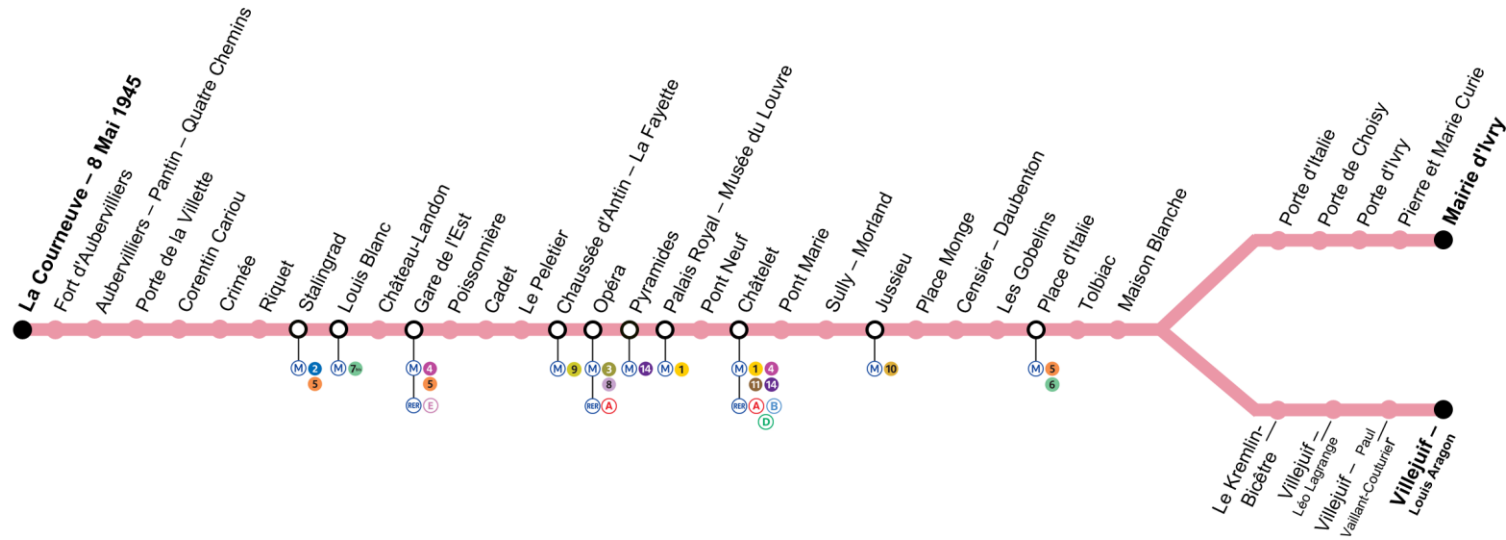 La Courneuve – 8 Mai 1945
Fort d'Aubervilliers
Aubervilliers – Pantin – Quatre Chemins
Porte de la Villette
Corentin Cariou
Crimée
Riquet
Stalingrad
Louis Blanc
Château-Landon
Gare de l'Est
Poissonnière
Cadet
Le Peletier
Chaussée d'Antin – La Fayette
Opéra
Pyramides
Palais Royal – Musée du Louvre
Pont Neuf
Châtelet
Pont Marie
Sully – Morland
Jussieu
Place Monge
Censier – Daubenton
Les Gobelins
Place d'Italie
Tolbiac
Maison Blanche
Porte d'Italie
Porte de Choisy
Porte d'Ivry
Pierre et Marie Curie
Mairie d'Ivry
M 2
5
M 7bis
M 4
5
RER E
M 9
M 3
8
RER A
M 14
M 1
M 1 4
11 14
RER A B
D
M 10
M 5
6
Le Kremlin-
Bicêtre
Villejuif –
Léo Lagrange
Villejuif – Paul
Vaillant-Couturier
Villejuif –
Louis Aragon